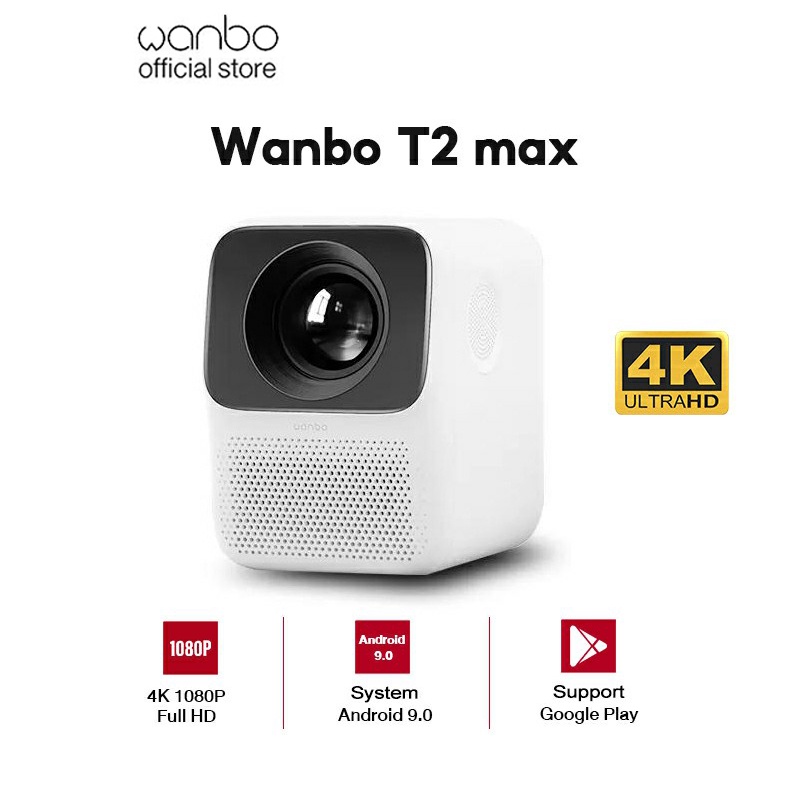 wanbo
official store
Wanbo T2 max
wanbo
4K
ULTRAHD
1080P
4K 1080P
Full HD
Android
9.0
System
Android 9.0
Support
Google Play